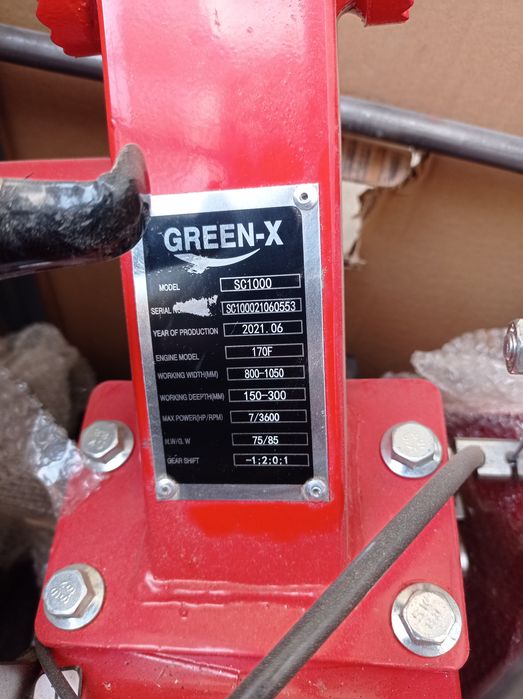 GREEN-X
MODEL SC1000
SERIAL SC100021060553
YEAR OF PRODUCTION 2021.06
ENGINE MODEL 170F
WORKING WIDTH(MM) 800-1050
WORKING DEEPTH(MM) 150-300
MAX POWER(HP/RPM) 7/3600
N.W/G.W 75/85
GEAR SHIFT -1;2;0;1